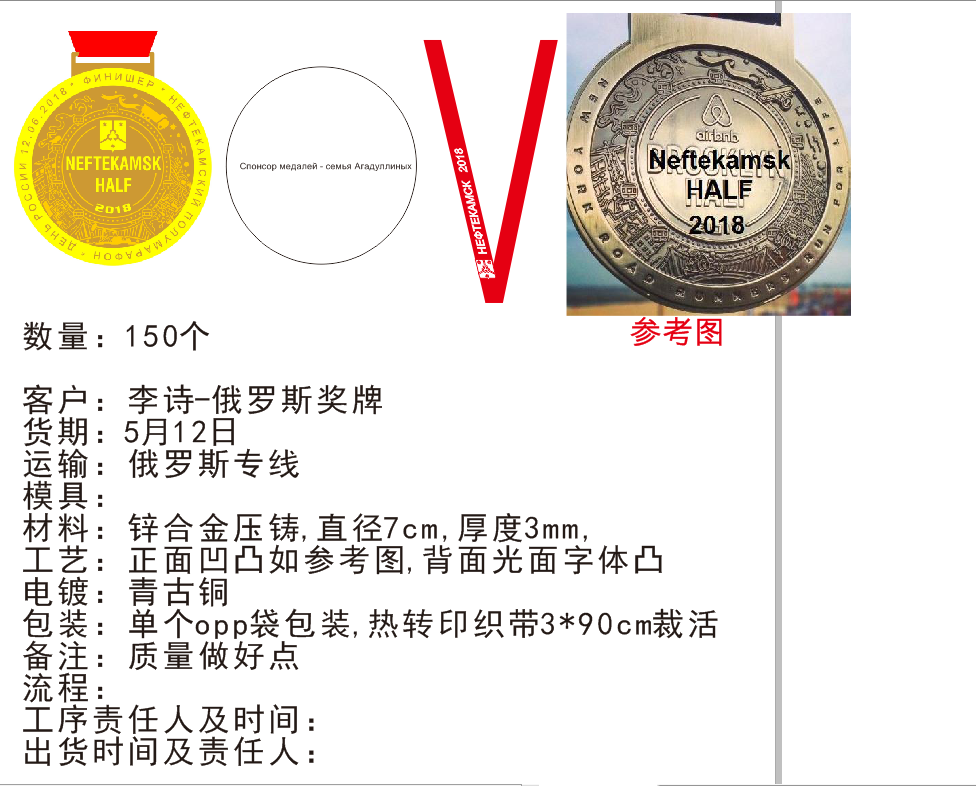 * ФИНИШЕР * НЕФТЕКАМСКИЙ ПОЛУМАРАФОН * ДЕНЬ РОССИИ 12.06.2018
NEFTEKAMSK
HALF
2018
Спонсор медалей - семья Агадуллиных
НЕФТЕКАМСК 2018
airbnb
BROOKLYN
HALF
Neftekamsk
HALF
2018
NEW YORK ROAD RUNNERS • RUN FOR LIFE
参考图
数量：150个
客户：李诗-俄罗斯奖牌
货期：5月12日
运输：俄罗斯专线
模具：
材料：锌合金压铸,直径7cm,厚度3mm,
工艺：正面凹凸如参考图,背面光面字体凸
电镀：青古铜
包装：单个opp袋包装,热转印织带3*90cm裁活
备注：质量做好点
流程：
工序责任人及时间：
出货时间及责任人：